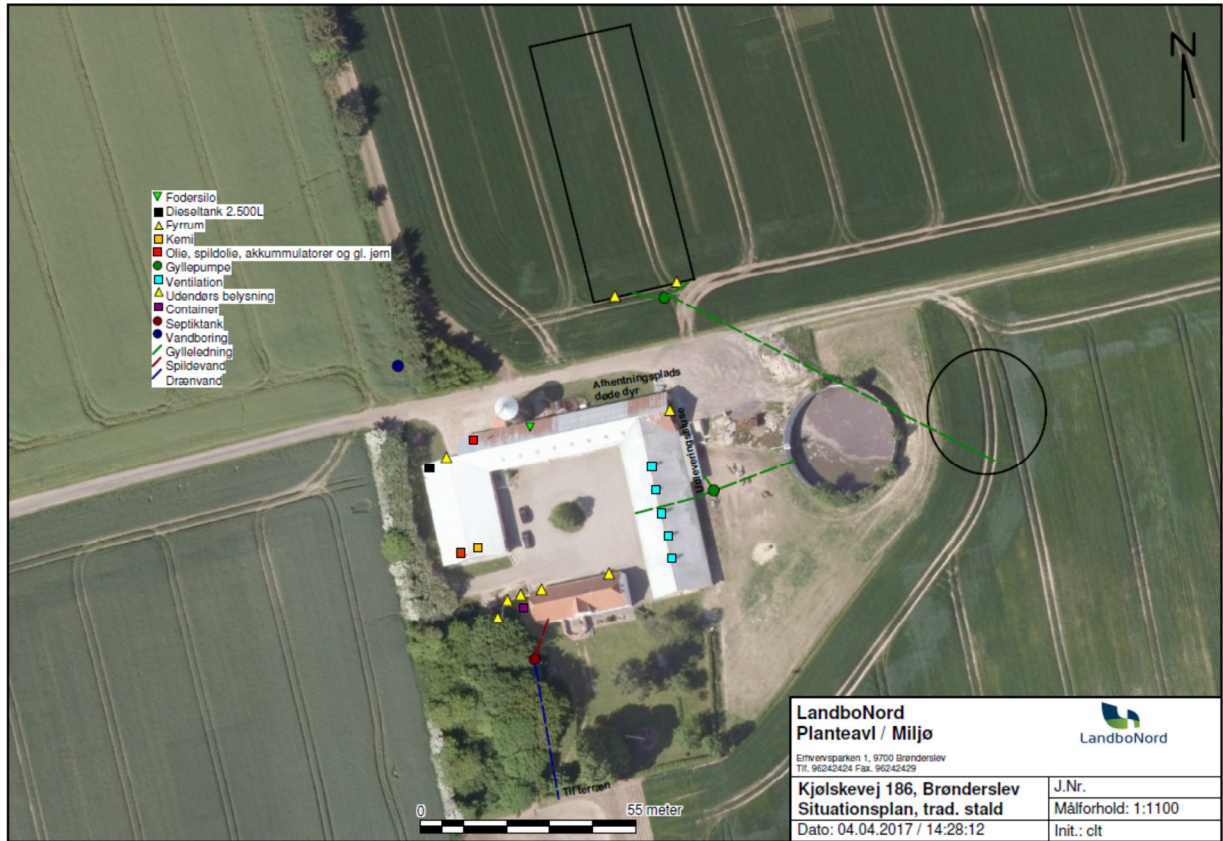 N
Fodersilo
Dieseltank 2.500L
Fyrrum
Kemi
Olie, spildolie, akkummulatorer og gl. jern
Gyllepumpe
Ventilation
Udendørs belysning
Container
Septiktank
Vandboring
Gylleledning
Spildevand
Drænvand
Afhentningsplads
døde dyr
Udleveringsfluse
Til terræn
0 55 meter
LandboNord
Planteavl / Miljø
LandboNord
Erhvervsparken 1, 9700 Brønderslev
Tlf. 96242424 Fax. 96242429
Kjølskevej 186, Brønderslev
Situationsplan, trad. stald
J.Nr.
Målforhold: 1:1100
Dato: 04.04.2017 / 14:28:12
Init.: clt